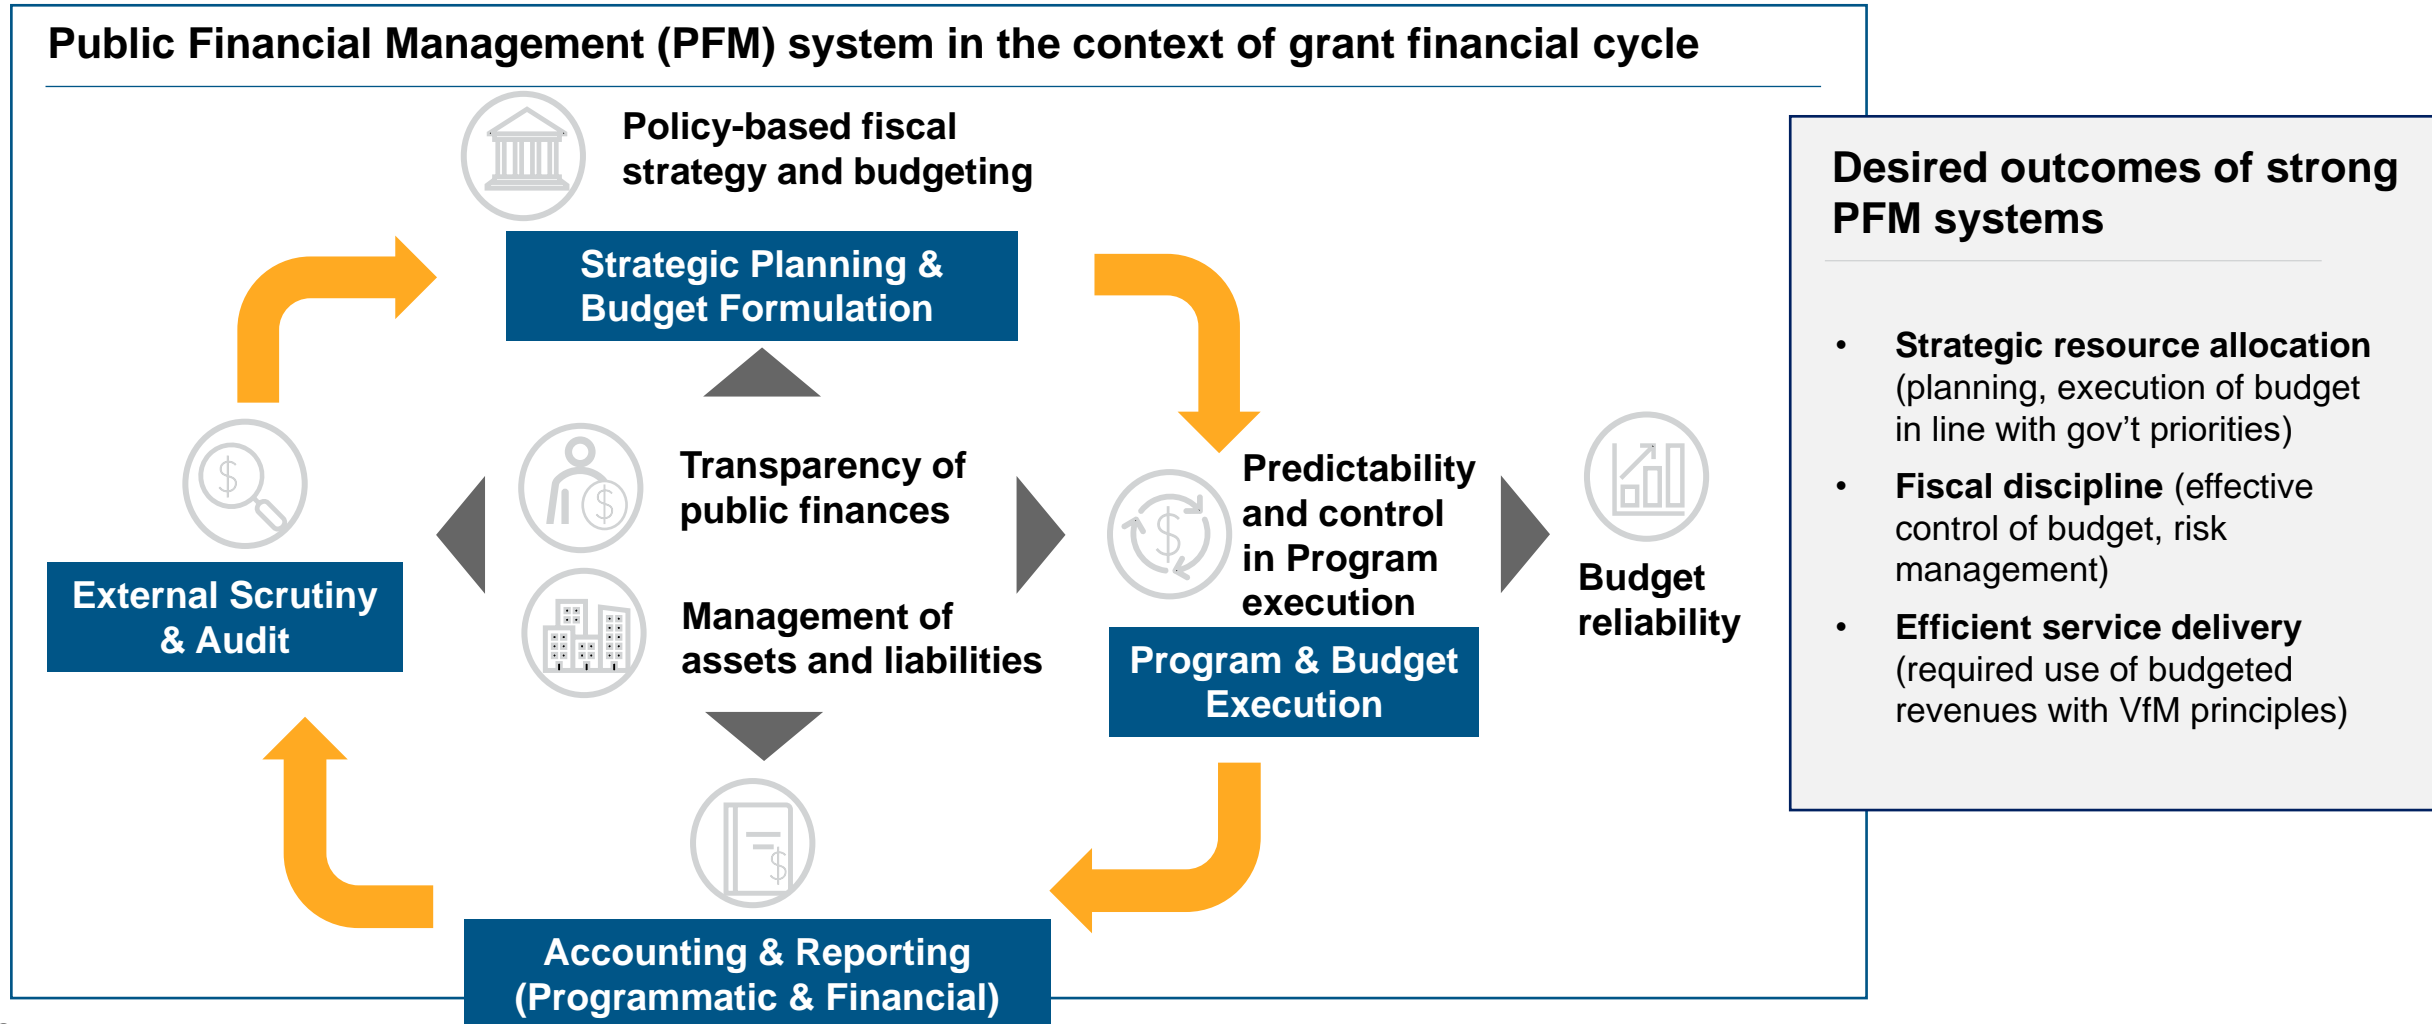 Public Financial Management (PFM) system in the context of grant financial cycle
Policy-based fiscal
strategy and budgeting
Strategic Planning &
Budget Formulation
Transparency of
public finances
Management of
assets and liabilities
External Scrutiny
& Audit
Predictability
and control
in Program
execution
Program & Budget
Execution
Budget
reliability
Accounting & Reporting
(Programmatic & Financial)
Desired outcomes of strong
PFM systems
• Strategic resource allocation
(planning, execution of budget
in line with gov’t priorities)
• Fiscal discipline (effective
control of budget, risk
management)
• Efficient service delivery
(required use of budgeted
revenues with VfM principles)